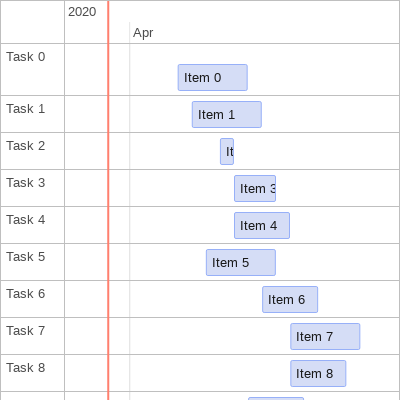 2020
Apr
Task 0
Item 0
Task 1
Item 1
Task 2
It
Task 3
Item 3
Task 4
Item 4
Task 5
Item 5
Task 6
Item 6
Task 7
Item 7
Task 8
Item 8